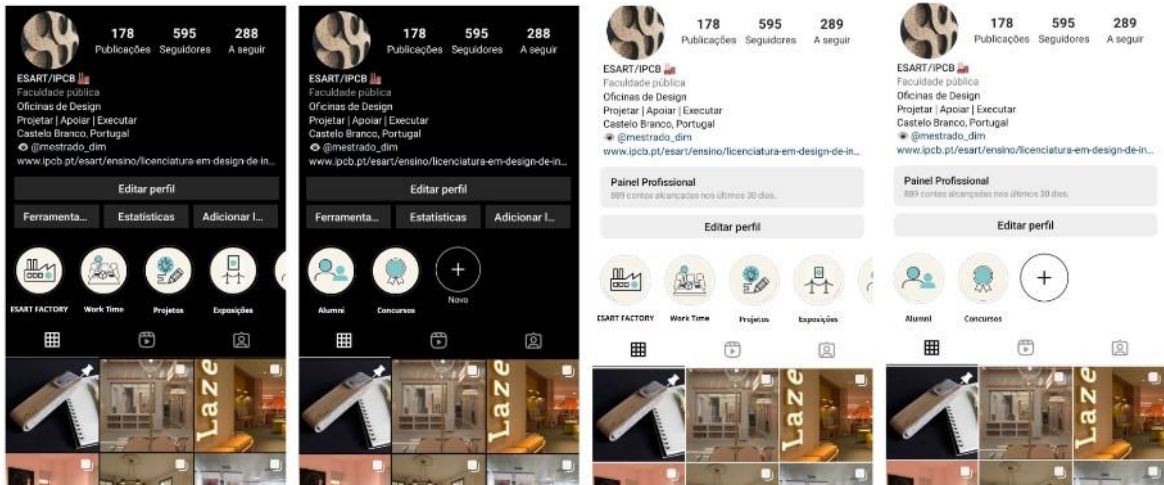 178 595 288
Publicações Seguidores A seguir
ESART/IPCB
Faculdade pública
Oficinas de Design
Projetar | Apoiar | Executar
Castelo Branco, Portugal
@mestrado_dim
www.ipcb.pt/esart/ensino/licenciatura-em-design-de-in...
Editar perfil
Ferramenta... Estatísticas Adicionar I...
ESART FACTORY Work Time Projetos Exposições
Laze
178 595 288
Publicações Seguidores A seguir
ESART/IPCB
Faculdade pública
Oficinas de Design
Projetar | Apoiar | Executar
Castelo Branco, Portugal
@mestrado_dim
www.ipcb.pt/esart/ensino/licenciatura-em-design-de-in...
Editar perfil
Ferramenta... Estatísticas Adicionar I...
Alumni Concursos Novo
Laze
178 595 289
Publicações Seguidores A seguir
ESART/IPCB
Faculdade pública
Oficinas de Design
Projetar | Apoiar | Executar
Castelo Branco, Portugal
@mestrado_dim
www.ipcb.pt/esart/ensino/licenciatura-em-design-de-in...
Painel Profissional
889 contas alcançadas nos últimos 30 dias.
Editar perfil
ESART FACTORY Work Time Projetos Exposições
Laze
178 595 289
Publicações Seguidores A seguir
ESART/IPCB
Faculdade pública
Oficinas de Design
Projetar | Apoiar | Executar
Castelo Branco, Portugal
@mestrado_dim
www.ipcb.pt/esart/ensino/licenciatura-em-design-de-in...
Painel Profissional
889 contas alcançadas nos últimos 30 dias.
Editar perfil
Alumni Concursos
Laze